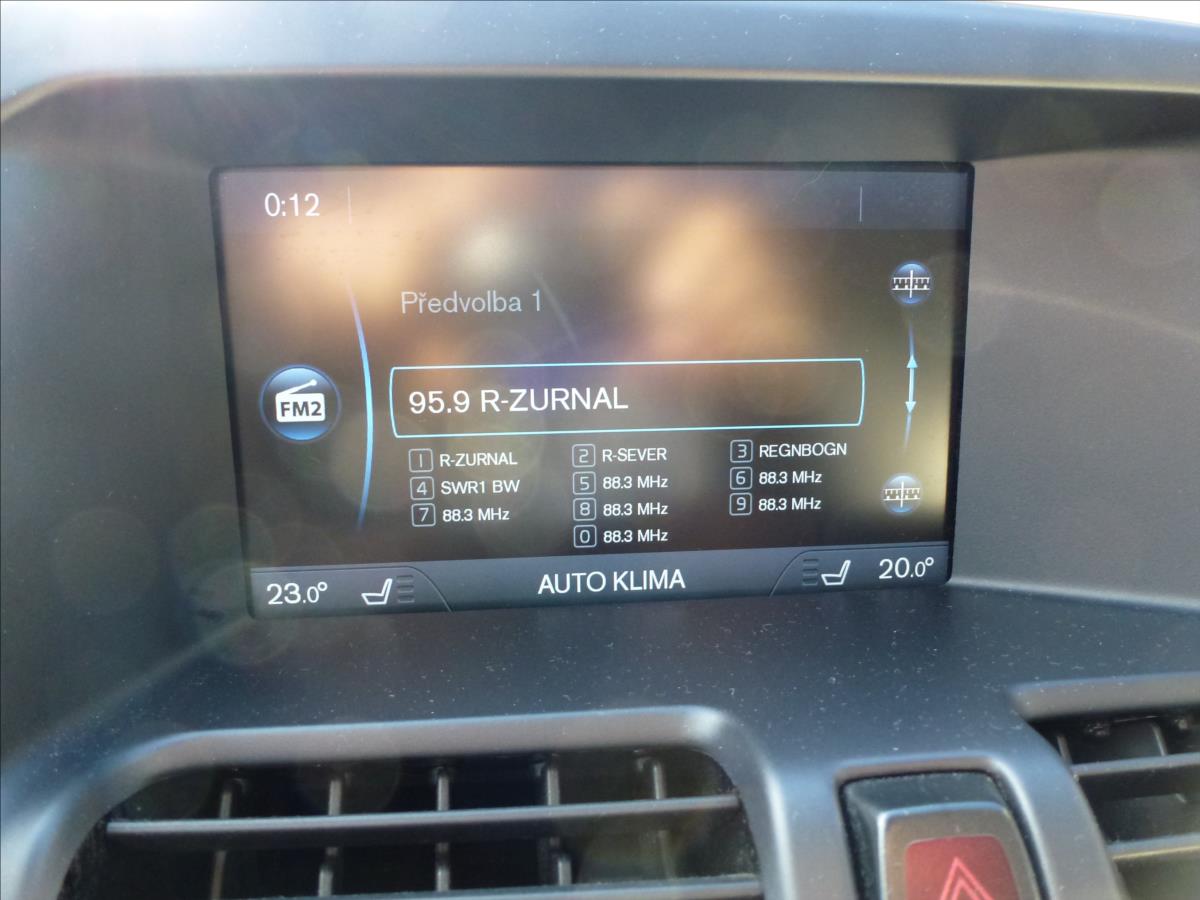 0:12
Předvolba 1
FM2
95.9 R-ZURNAL
1 R-ZURNAL 2 R-SEVER 3 REGNBOGN
4 SWR1 BW 5 88.3 MHz 6 88.3 MHz
7 88.3 MHz 8 88.3 MHz 9 88.3 MHz
0 88.3 MHz
23.0° AUTO KLIMA 20.0°